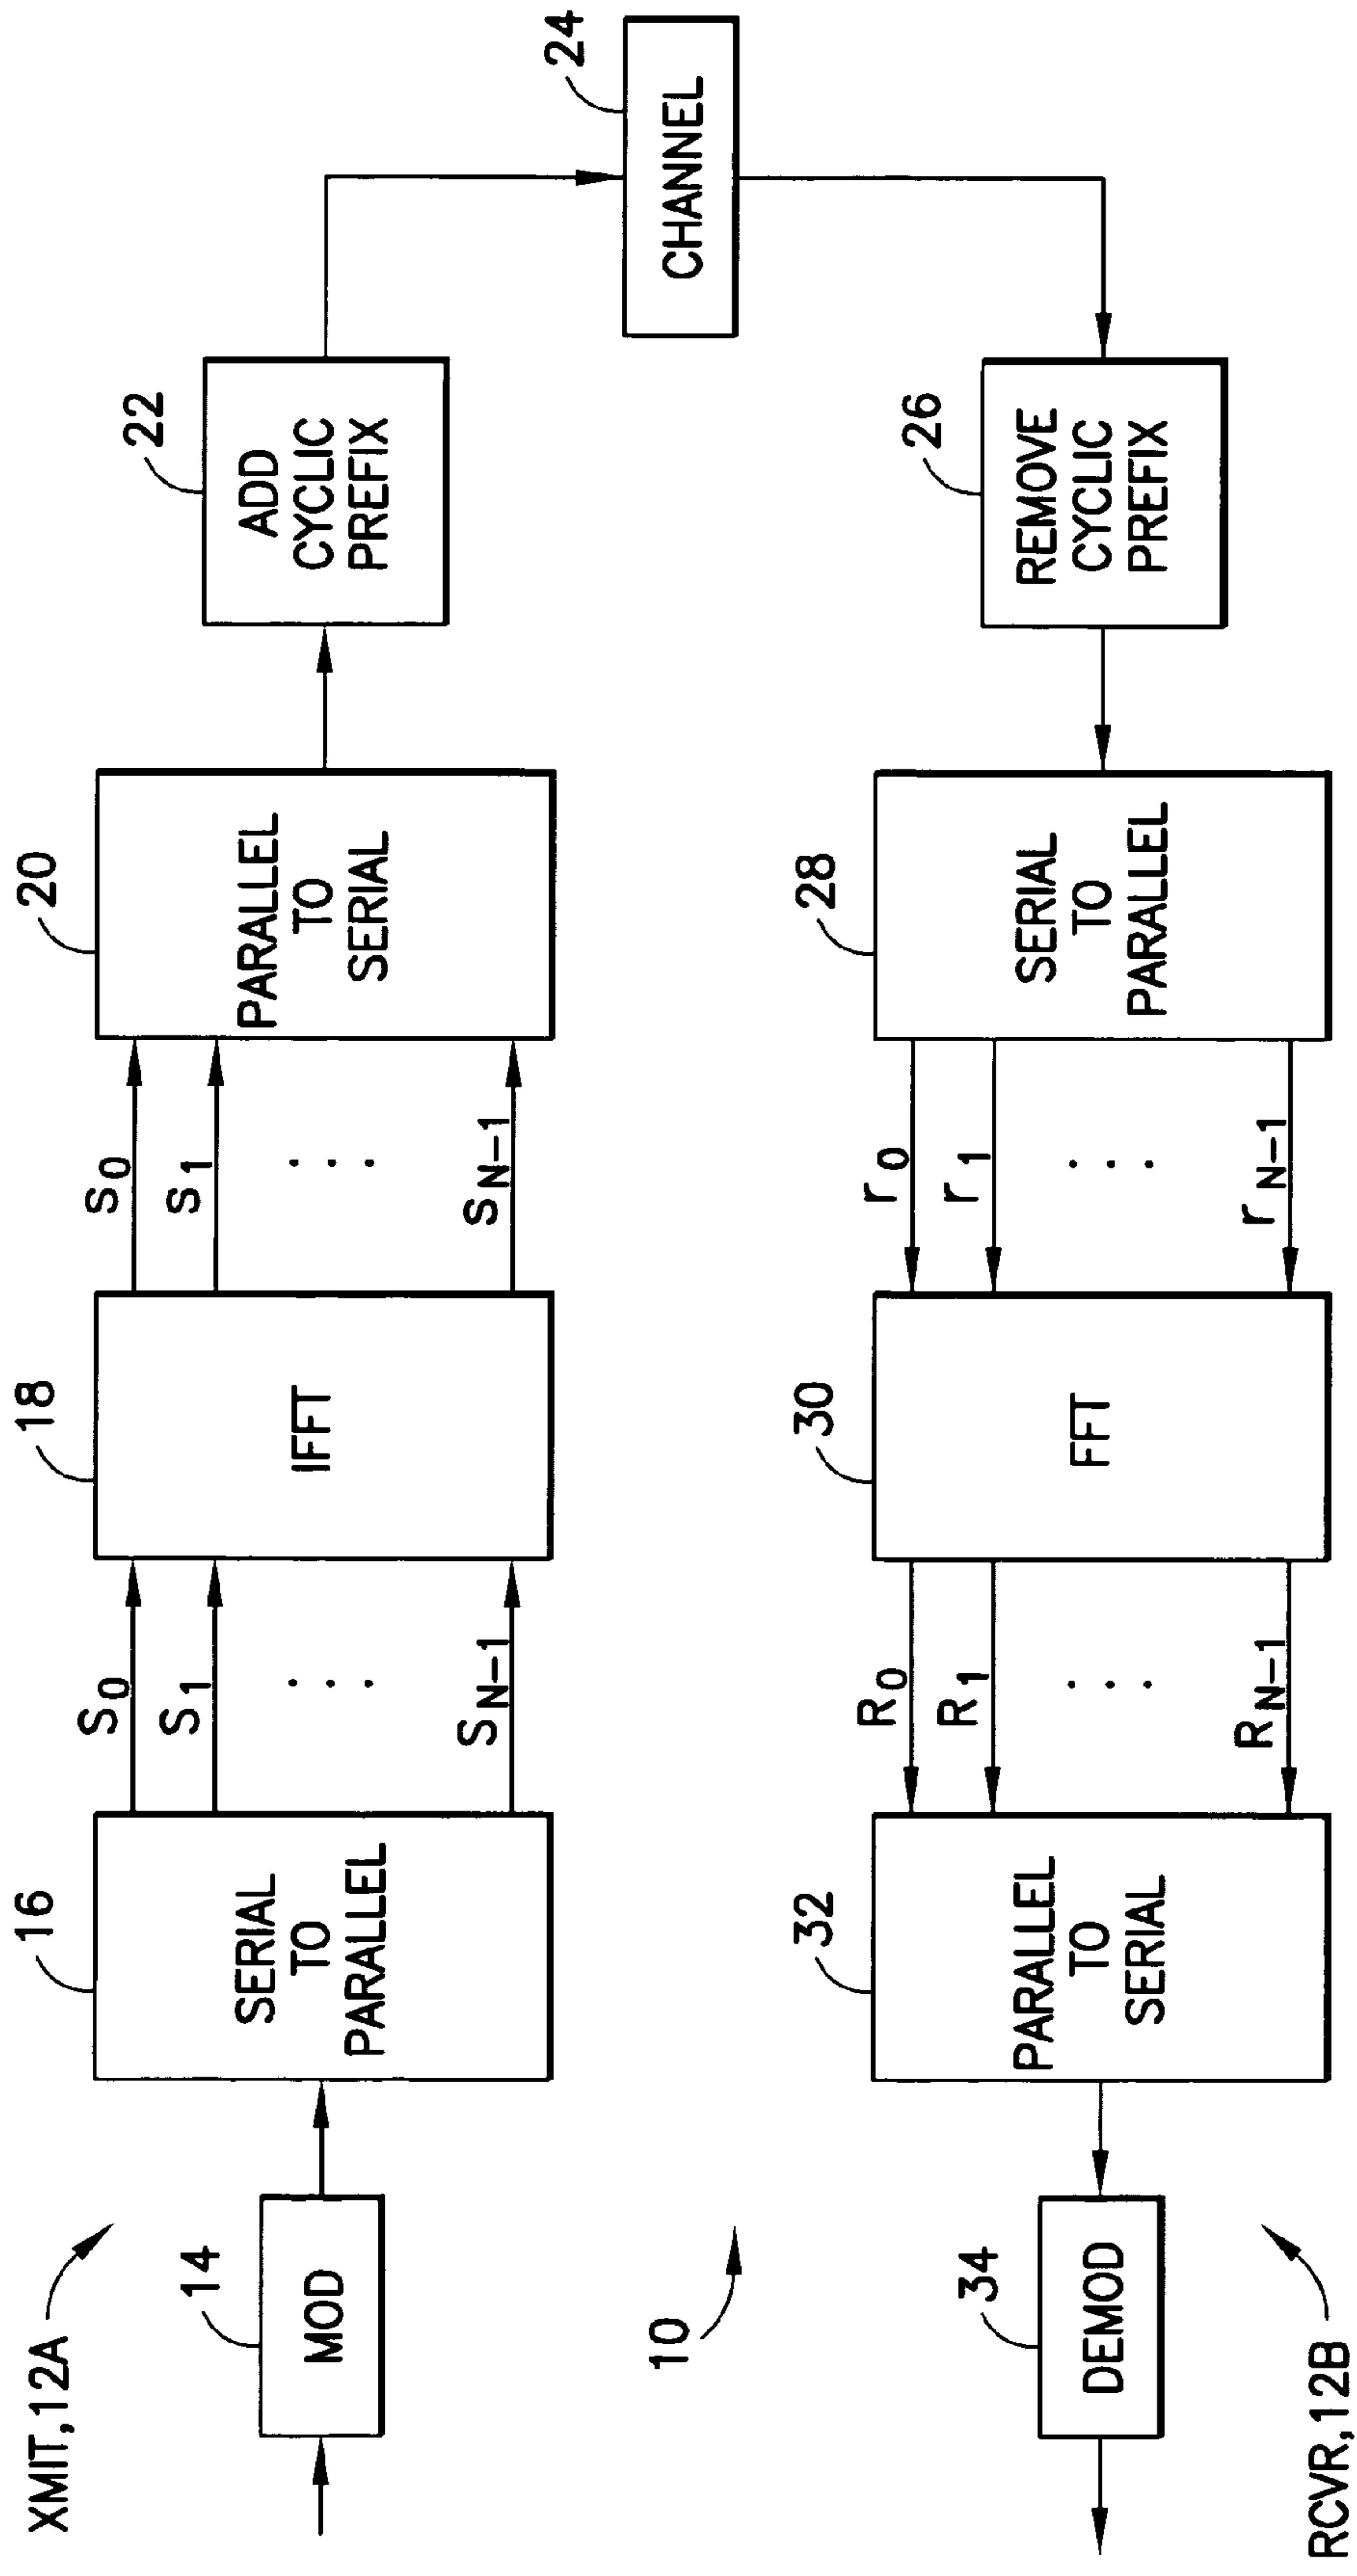 XMIT,12A
14
MOD
16
SERIAL
TO
PARALLEL
S0
S1
. . .
SN-1
18
IFFT
s0
s1
. . .
sN-1
20
PARALLEL
TO
SERIAL
22
ADD
CYCLIC
PREFIX
24
CHANNEL
10
26
REMOVE
CYCLIC
PREFIX
28
SERIAL
TO
PARALLEL
r0
r1
. . .
rN-1
30
FFT
R0
R1
. . .
RN-1
32
PARALLEL
TO
SERIAL
34
DEMOD
RCVR,12B